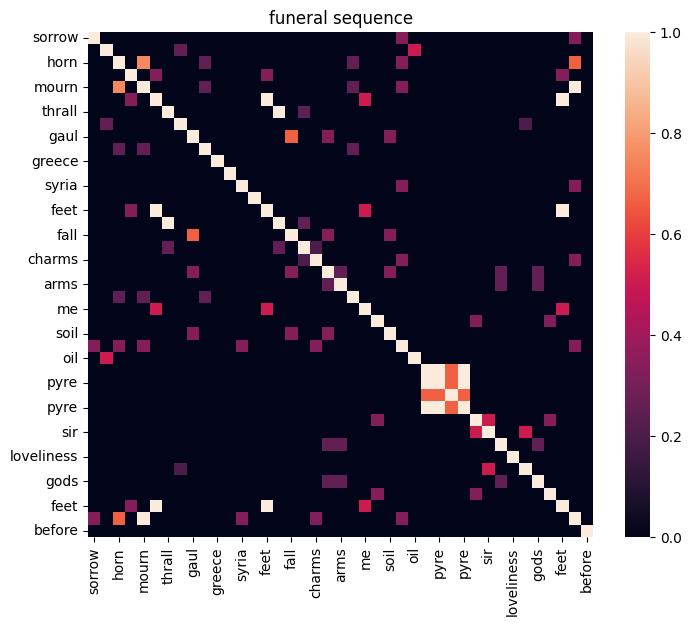 funeral sequence
sorrow
horn
mourn
thrall
gaul
greece
syria
feet
fall
charms
arms
me
soil
oil
pyre
pyre
sir
loveliness
gods
feet
before
1.0
0.8
0.6
0.4
0.2
0.0
sorrow
horn
mourn
thrall
gaul
greece
syria
feet
fall
charms
arms
me
soil
oil
pyre
pyre
sir
loveliness
gods
feet
before